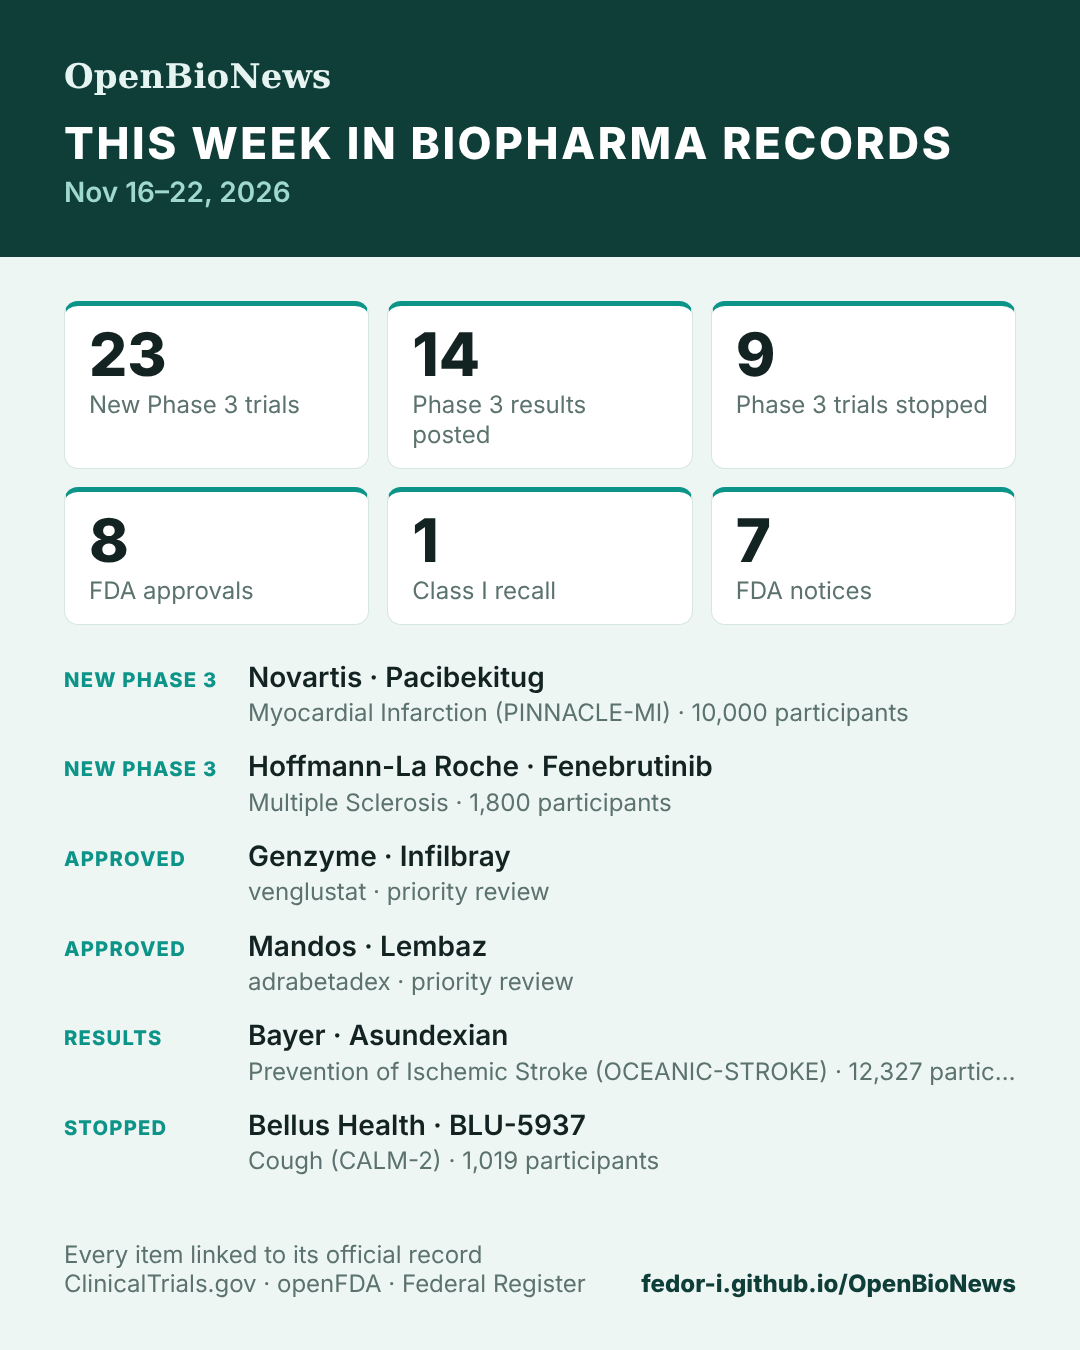 OpenBioNews
THIS WEEK IN BIOPHARMA RECORDS
Nov 16–22, 2026
23
New Phase 3 trials
14
Phase 3 results
posted
9
Phase 3 trials stopped
8
FDA approvals
1
Class I recall
7
FDA notices
NEW PHASE 3
Novartis · Pacibekitug
Myocardial Infarction (PINNACLE-MI) · 10,000 participants
NEW PHASE 3
Hoffmann-La Roche · Fenebrutinib
Multiple Sclerosis · 1,800 participants
APPROVED
Genzyme · Infilbray
venglustat · priority review
APPROVED
Mandos · Lembaz
adrabetadex · priority review
RESULTS
Bayer · Asundexian
Prevention of Ischemic Stroke (OCEANIC-STROKE) · 12,327 partic...
STOPPED
Bellus Health · BLU-5937
Cough (CALM-2) · 1,019 participants
Every item linked to its official record
ClinicalTrials.gov · openFDA · Federal Register
fedor-i.github.io/OpenBioNews